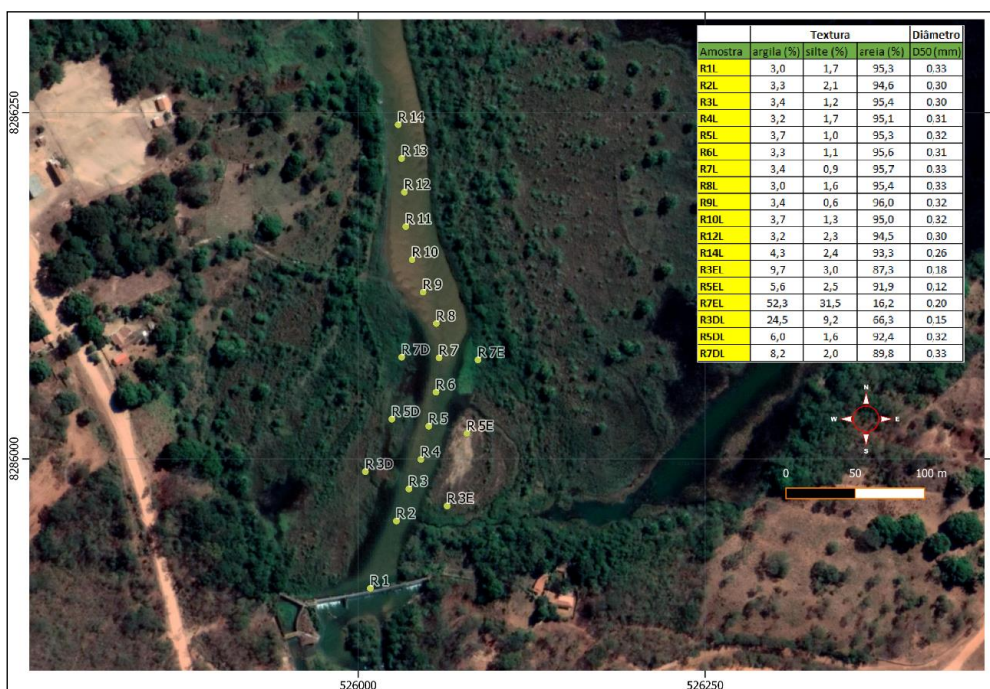 Textura Diâmetro
Amostra argila (%) silte (%) areia (%) D50 (mm)
R1L 3,0 1,7 95,3 0.33
R2L 3,3 2,1 94,6 0.30
R3L 3,4 1,2 95,4 0.30
R4L 3,2 1,7 95,1 0.31
R5L 3,7 1,0 95,3 0.32
R6L 3,3 1,1 95,6 0.31
R7L 3,4 0,9 95,7 0.33
R8L 3,0 1,6 95,4 0.33
R9L 3,4 0,6 96,0 0.32
R10L 3,7 1,3 95,0 0.32
R12L 3,2 2,3 94,5 0.30
R14L 4,3 2,4 93,3 0.26
R3EL 9,7 3,0 87,3 0.18
R5EL 5,6 2,5 91,9 0.12
R7EL 52,3 31,5 16,2 0.20
R3DL 24,5 9,2 66,3 0.15
R5DL 6,0 1,6 92,4 0.32
R7DL 8,2 2,0 89,8 0.33
8286250
R 14
R 13
R 12
R 11
R 10
R 9
R 8
R 7D R 7 R 7E
R 6
R 5D R 5 R 5E
N
W E
S
8286000
R 4
R 3D
R 3 R 3E
0 50 100 m
R 2
R 1
526000 526250